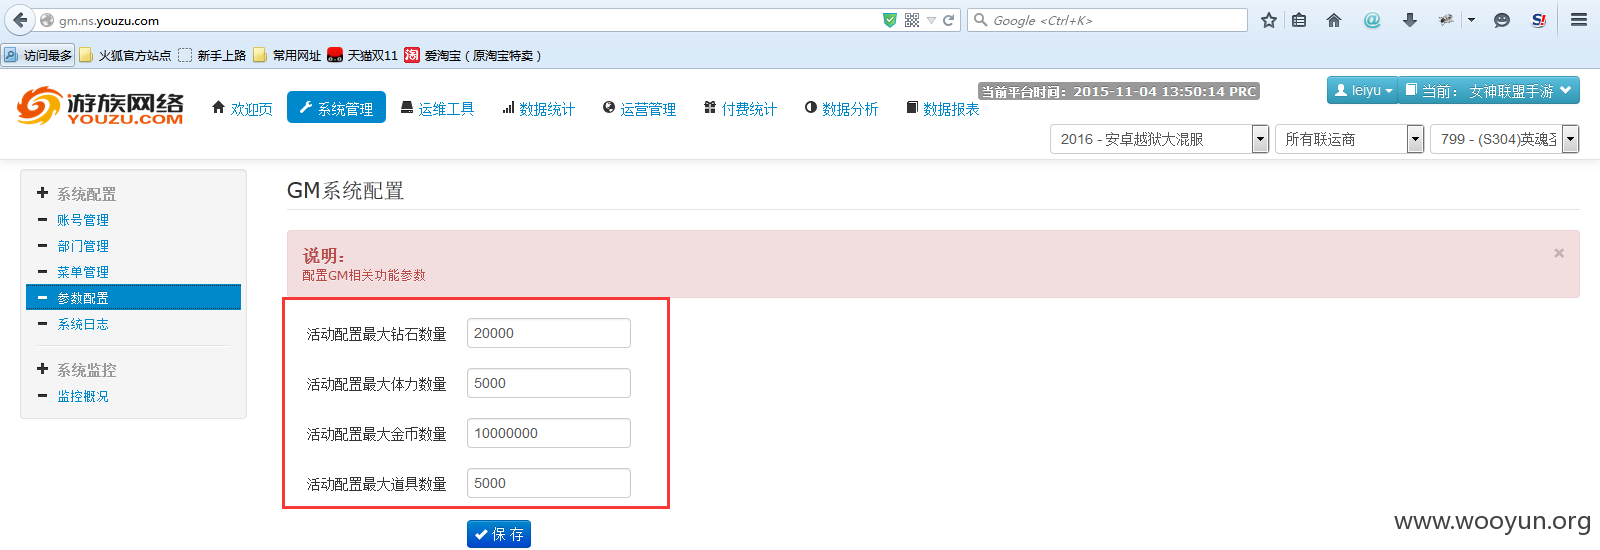 gm.ns.youzu.com
Google <Ctrl+K>
访问最多 火狐官方站点 新手上路 常用网址 天猫双11 爱淘宝（原淘宝特卖）
游族网络
YOUZU.COM
欢迎页 系统管理 运维工具 数据统计 运营管理 付费统计 数据分析 数据报表
当前平台时间：2015-11-04 13:50:14 PRC
leiyu 当前： 女神联盟手游
2016 - 安卓越狱大混服 所有联运商 799 - (S304)英魂
系统配置
账号管理
部门管理
菜单管理
参数配置
系统日志
系统监控
监控概况
GM系统配置
说明：
配置GM相关功能参数
×
活动配置最大钻石数量 20000
活动配置最大体力数量 5000
活动配置最大金币数量 10000000
活动配置最大道具数量 5000
保存
www.wooyun.org